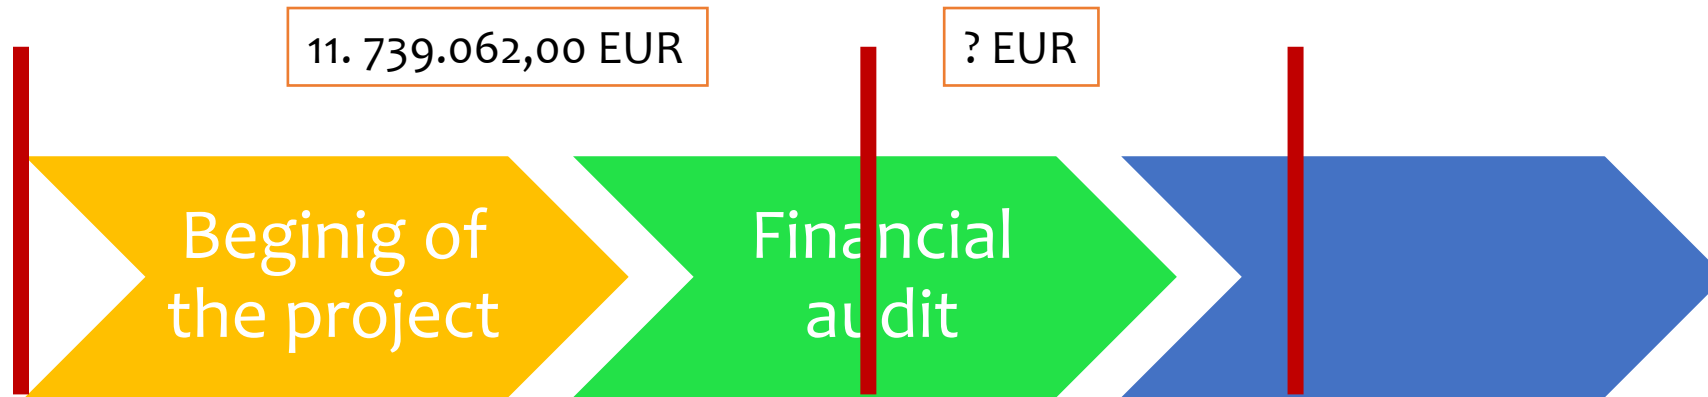 11. 739.062,00 EUR
? EUR
Beginig of
the project
Financial
audit